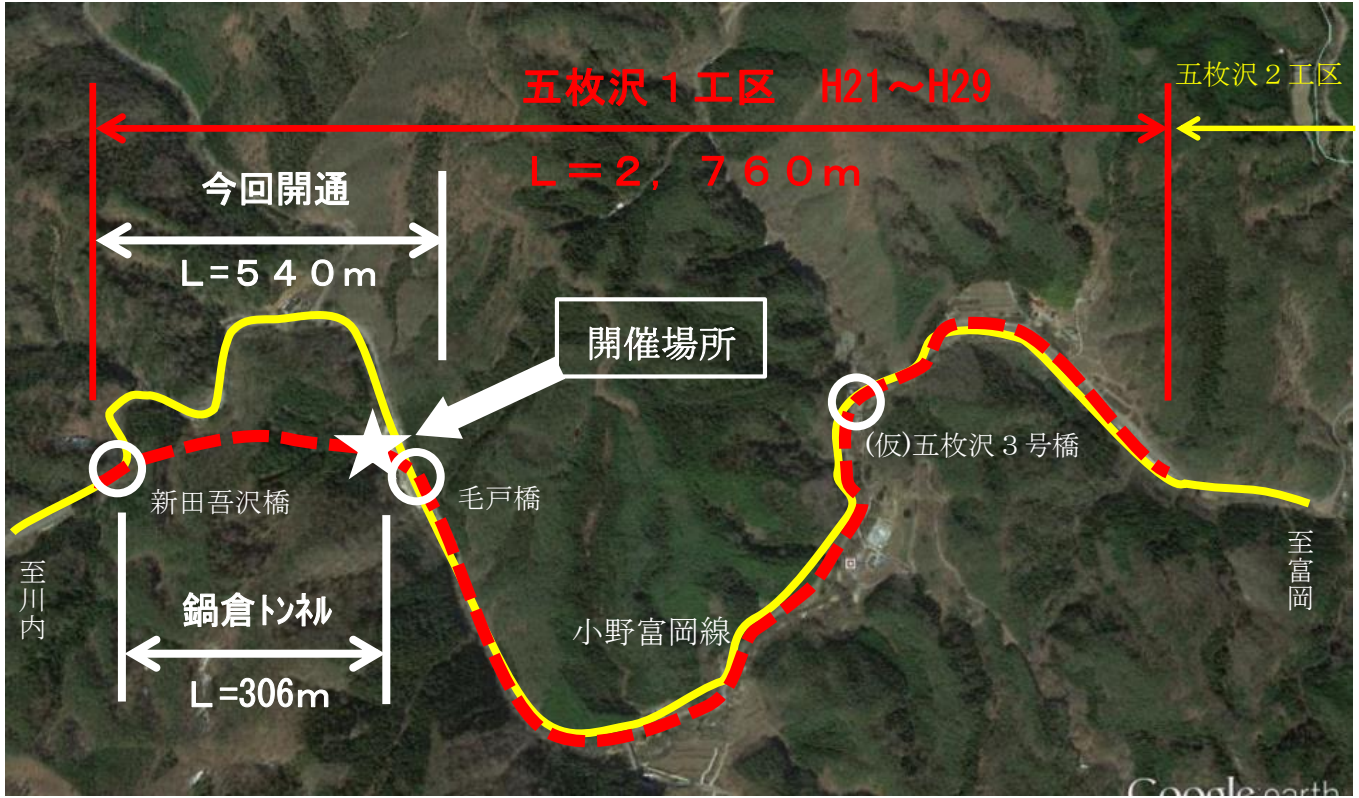 五枚沢１工区　H21～H29
五枚沢２工区
L＝２，７６０m
今回開通
L=５４０m
開催場所
(仮)五枚沢３号橋
新田吾沢橋
毛戸橋
至川内
至富岡
鍋倉ﾄﾝﾈﾙ
小野富岡線
L=306m
Google earth